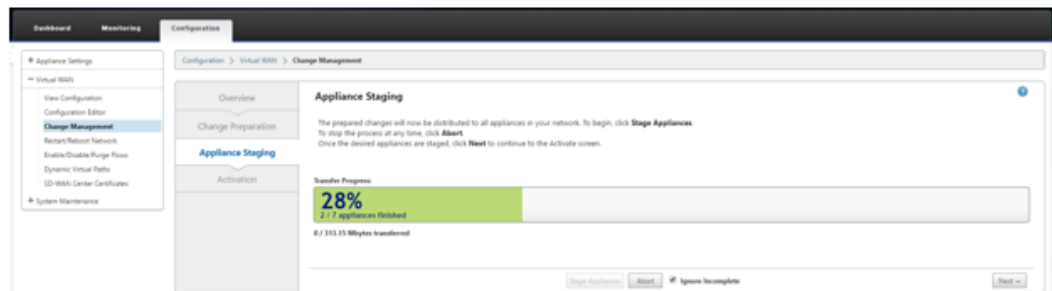 Dashboard Monitoring Configuration
+ Appliance Settings
− Virtual WAN
View Configuration
Configuration Editor
Change Management
Restart/Reboot Network
Enable/Disable/Purge Flows
Dynamic Virtual Paths
SD-WAN Center Certificates
+ System Maintenance
Configuration > Virtual WAN > Change Management
Overview
Change Preparation
Appliance Staging
Activation
Appliance Staging
?
The prepared changes will now be distributed to all appliances in your network. To begin, click Stage Appliances.
To stop the process at any time, click Abort.
Once the desired appliances are staged, click Next to continue to the Activate screen.
Transfer Progress:
28%
2 / 7 appliances finished
0 / 313.15 Mbytes transferred
Stage Appliances Abort Ignore Incomplete Next